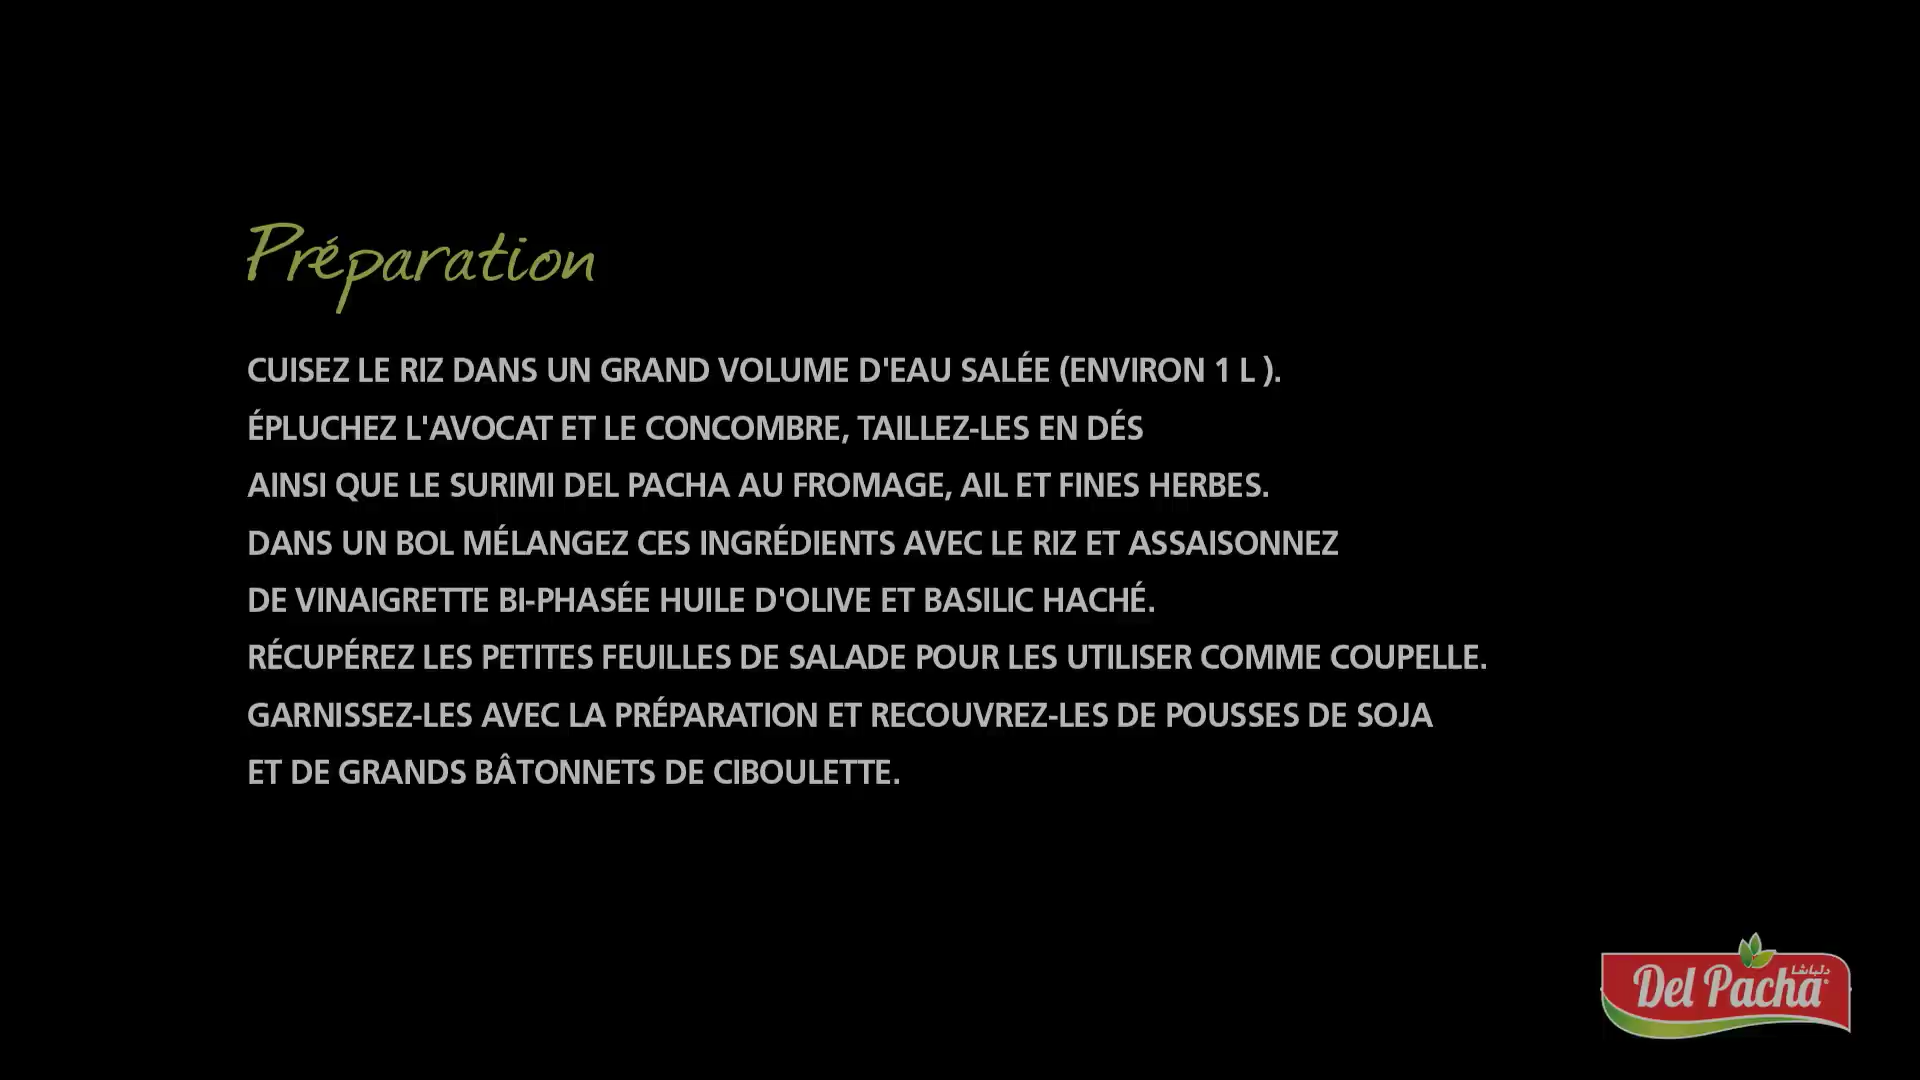 Préparation
CUISEZ LE RIZ DANS UN GRAND VOLUME D'EAU SALÉE (ENVIRON 1 L ).
ÉPLUCHEZ L'AVOCAT ET LE CONCOMBRE, TAILLEZ-LES EN DÉS
AINSI QUE LE SURIMI DEL PACHA AU FROMAGE, AIL ET FINES HERBES.
DANS UN BOL MÉLANGEZ CES INGRÉDIENTS AVEC LE RIZ ET ASSAISONNEZ
DE VINAIGRETTE BI-PHASÉE HUILE D'OLIVE ET BASILIC HACHÉ.
RÉCUPÉREZ LES PETITES FEUILLES DE SALADE POUR LES UTILISER COMME COUPELLE.
GARNISSEZ-LES AVEC LA PRÉPARATION ET RECOUVREZ-LES DE POUSSES DE SOJA
ET DE GRANDS BÂTONNETS DE CIBOULETTE.
دلباشا
Del Pacha®